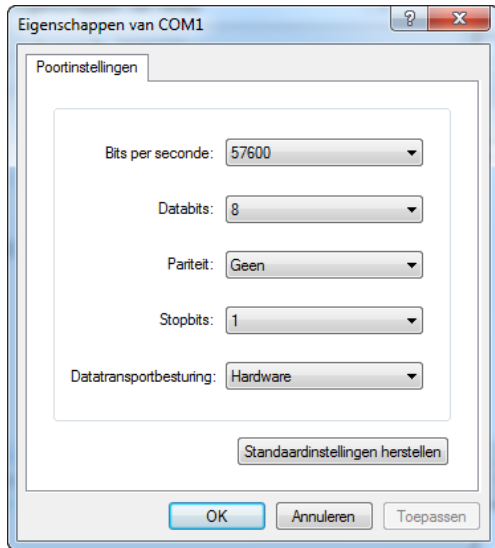 Eigenschappen van COM1
Poortinstellingen
Bits per seconde: 57600
Databits: 8
Pariteit: Geen
Stopbits: 1
Datatransportbesturing: Hardware
Standaardinstellingen herstellen
OK Annuleren Toepassen